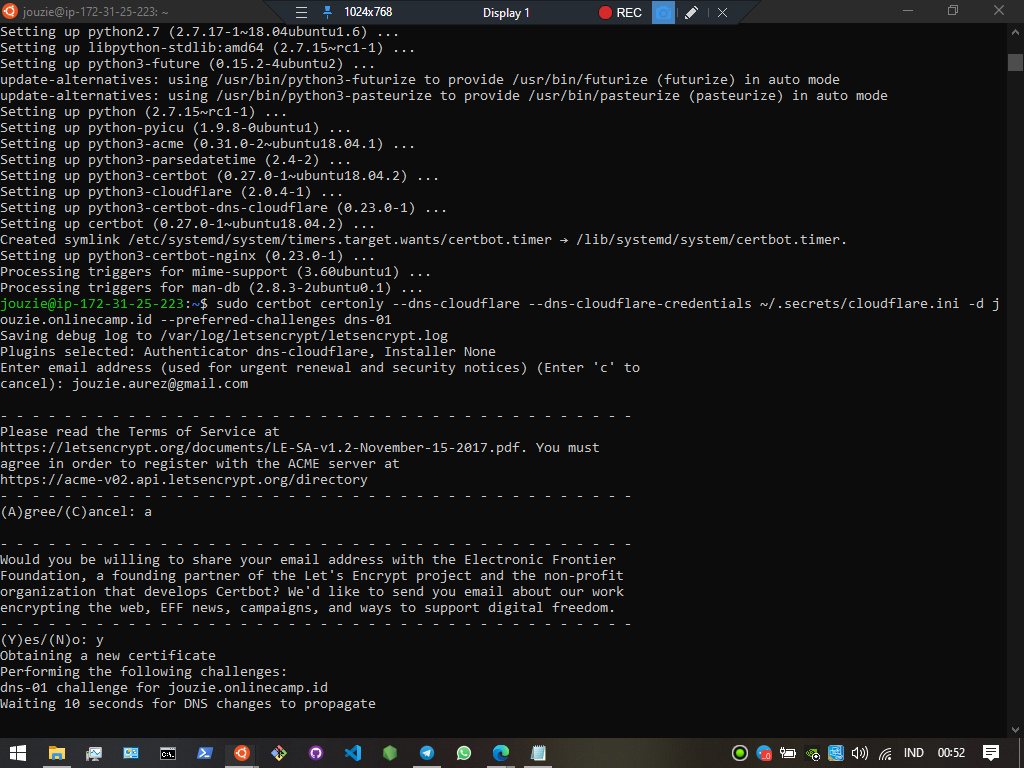 jouzie@ip-172-31-25-223: ~
1024x768
Display 1
REC
Setting up python2.7 (2.7.17-1~18.04ubuntu1.6) ...
Setting up libpython-stdlib:amd64 (2.7.15~rc1-1) ...
Setting up python3-future (0.15.2-4ubuntu2) ...
update-alternatives: using /usr/bin/python3-futurize to provide /usr/bin/futurize (futurize) in auto mode
update-alternatives: using /usr/bin/python3-pasteurize to provide /usr/bin/pasteurize (pasteurize) in auto mode
Setting up python (2.7.15~rc1-1) ...
Setting up python-pyicu (1.9.8-0ubuntu1) ...
Setting up python3-acme (0.31.0-2~ubuntu18.04.1) ...
Setting up python3-parsedatetime (2.4-2) ...
Setting up python3-certbot (0.27.0-1~ubuntu18.04.2) ...
Setting up python3-cloudflare (2.0.4-1) ...
Setting up python3-certbot-dns-cloudflare (0.23.0-1) ...
Setting up certbot (0.27.0-1~ubuntu18.04.2) ...
Created symlink /etc/systemd/system/timers.target.wants/certbot.timer → /lib/systemd/system/certbot.timer.
Setting up python3-certbot-nginx (0.23.0-1) ...
Processing triggers for mime-support (3.60ubuntu1) ...
Processing triggers for man-db (2.8.3-2ubuntu0.1) ...
jouzie@ip-172-31-25-223:~$ sudo certbot certonly --dns-cloudflare --dns-cloudflare-credentials ~/.secrets/cloudflare.ini -d j
ouzie.onlinecamp.id --preferred-challenges dns-01
Saving debug log to /var/log/letsencrypt/letsencrypt.log
Plugins selected: Authenticator dns-cloudflare, Installer None
Enter email address (used for urgent renewal and security notices) (Enter 'c' to
cancel): jouzie.aurez@gmail.com
- - - - - - - - - - - - - - - - - - - - - - - - - - - - - - - - - - - - - - - -
Please read the Terms of Service at
https://letsencrypt.org/documents/LE-SA-v1.2-November-15-2017.pdf. You must
agree in order to register with the ACME server at
https://acme-v02.api.letsencrypt.org/directory
- - - - - - - - - - - - - - - - - - - - - - - - - - - - - - - - - - - - - - - -
(A)gree/(C)ancel: a
- - - - - - - - - - - - - - - - - - - - - - - - - - - - - - - - - - - - - - - -
Would you be willing to share your email address with the Electronic Frontier
Foundation, a founding partner of the Let's Encrypt project and the non-profit
organization that develops Certbot? We'd like to send you email about our work
encrypting the web, EFF news, campaigns, and ways to support digital freedom.
- - - - - - - - - - - - - - - - - - - - - - - - - - - - - - - - - - - - - - - -
(Y)es/(N)o: y
Obtaining a new certificate
Performing the following challenges:
dns-01 challenge for jouzie.onlinecamp.id
Waiting 10 seconds for DNS changes to propagate
IND
00:52